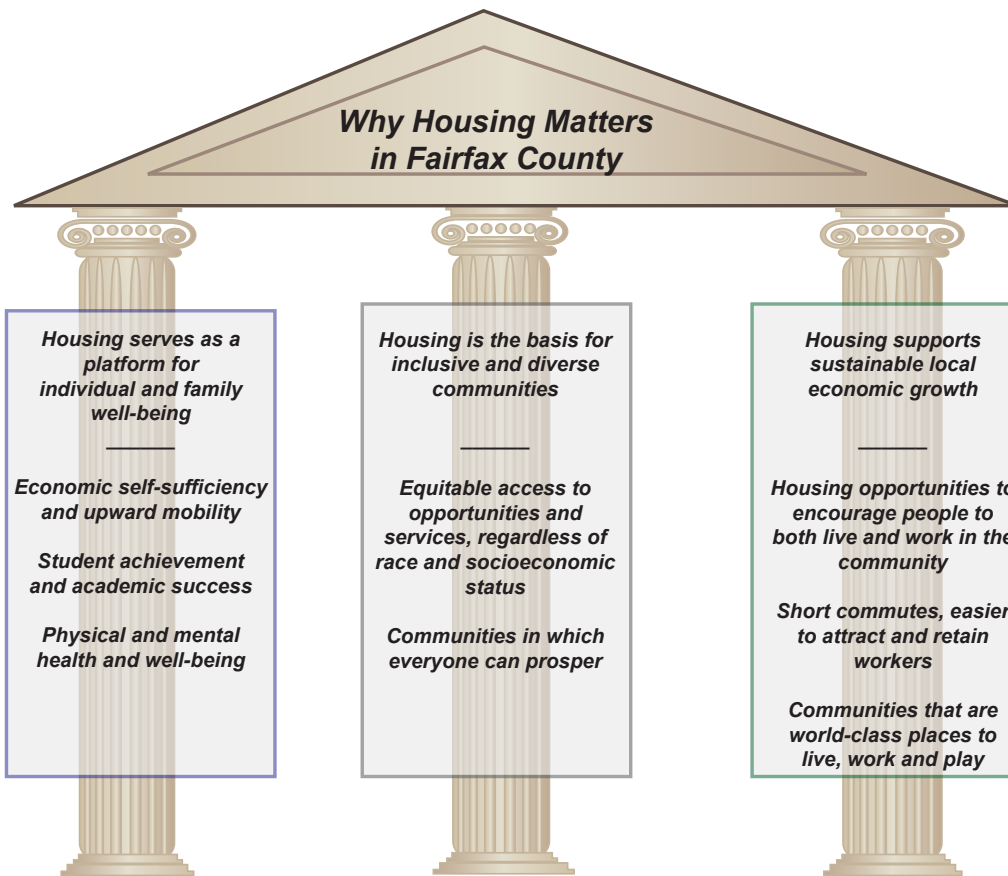 Why Housing Matters
in Fairfax County
Housing serves as a
platform for
individual and family
well-being
Economic self-sufficiency
and upward mobility
Student achievement
and academic success
Physical and mental
health and well-being
Housing is the basis for
inclusive and diverse
communities
Equitable access to
opportunities and
services, regardless of
race and socioeconomic
status
Communities in which
everyone can prosper
Housing supports
sustainable local
economic growth
Housing opportunities to
encourage people to
both live and work in the
community
Short commutes, easier
to attract and retain
workers
Communities that are
world-class places to
live, work and play